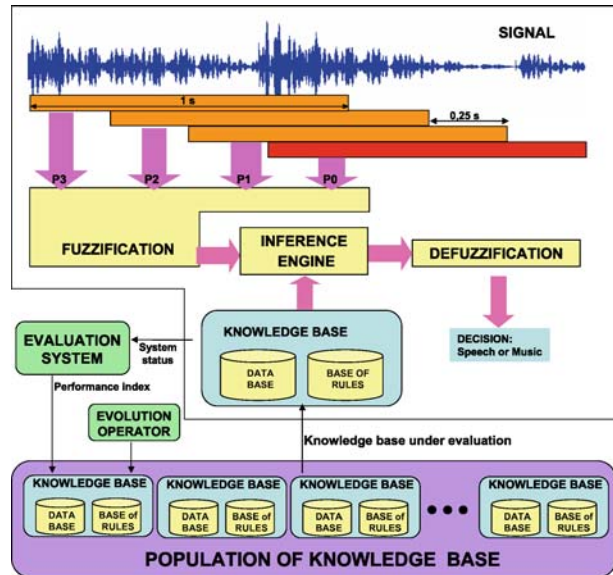 SIGNAL
1 s
0,25 s
P3 P2 P1 P0
FUZZIFICATION
INFERENCE
ENGINE
DEFUZZIFICATION
KNOWLEDGE BASE
DATA
BASE
BASE OF
RULES
DECISION:
Speech or Music
EVALUATION
SYSTEM
System
status
Performance index
EVOLUTION
OPERATOR
Knowledge base under evaluation
KNOWLEDGE BASE
DATA
BASE
BASE of
RULES
KNOWLEDGE BASE
DATA
BASE
BASE of
RULES
KNOWLEDGE BASE
DATA
BASE
BASE of
RULES
KNOWLEDGE BASE
DATA
BASE
BASE of
RULES
POPULATION OF KNOWLEDGE BASE